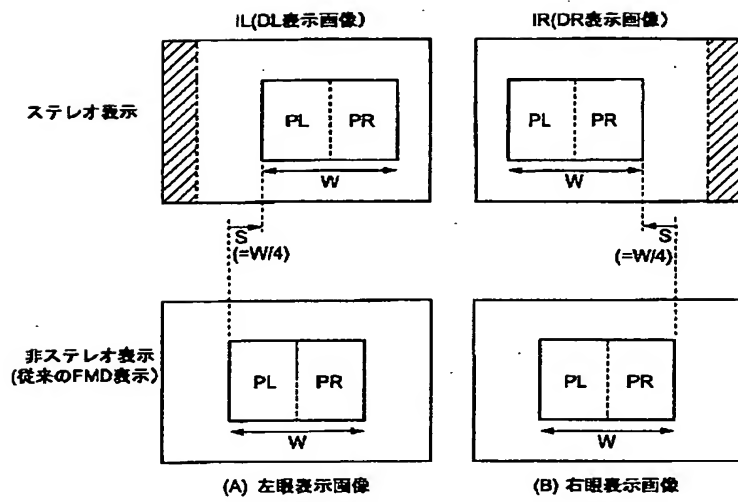 IL(DL表示画像)
IR(DR表示画像)
ステレオ表示
PL
PR
W
PL
PR
W
S
(=W/4)
S
(=W/4)
非ステレオ表示
(従来のFMD表示)
PL
PR
W
PL
PR
W
(A) 左眼表示画像
(B) 右眼表示画像